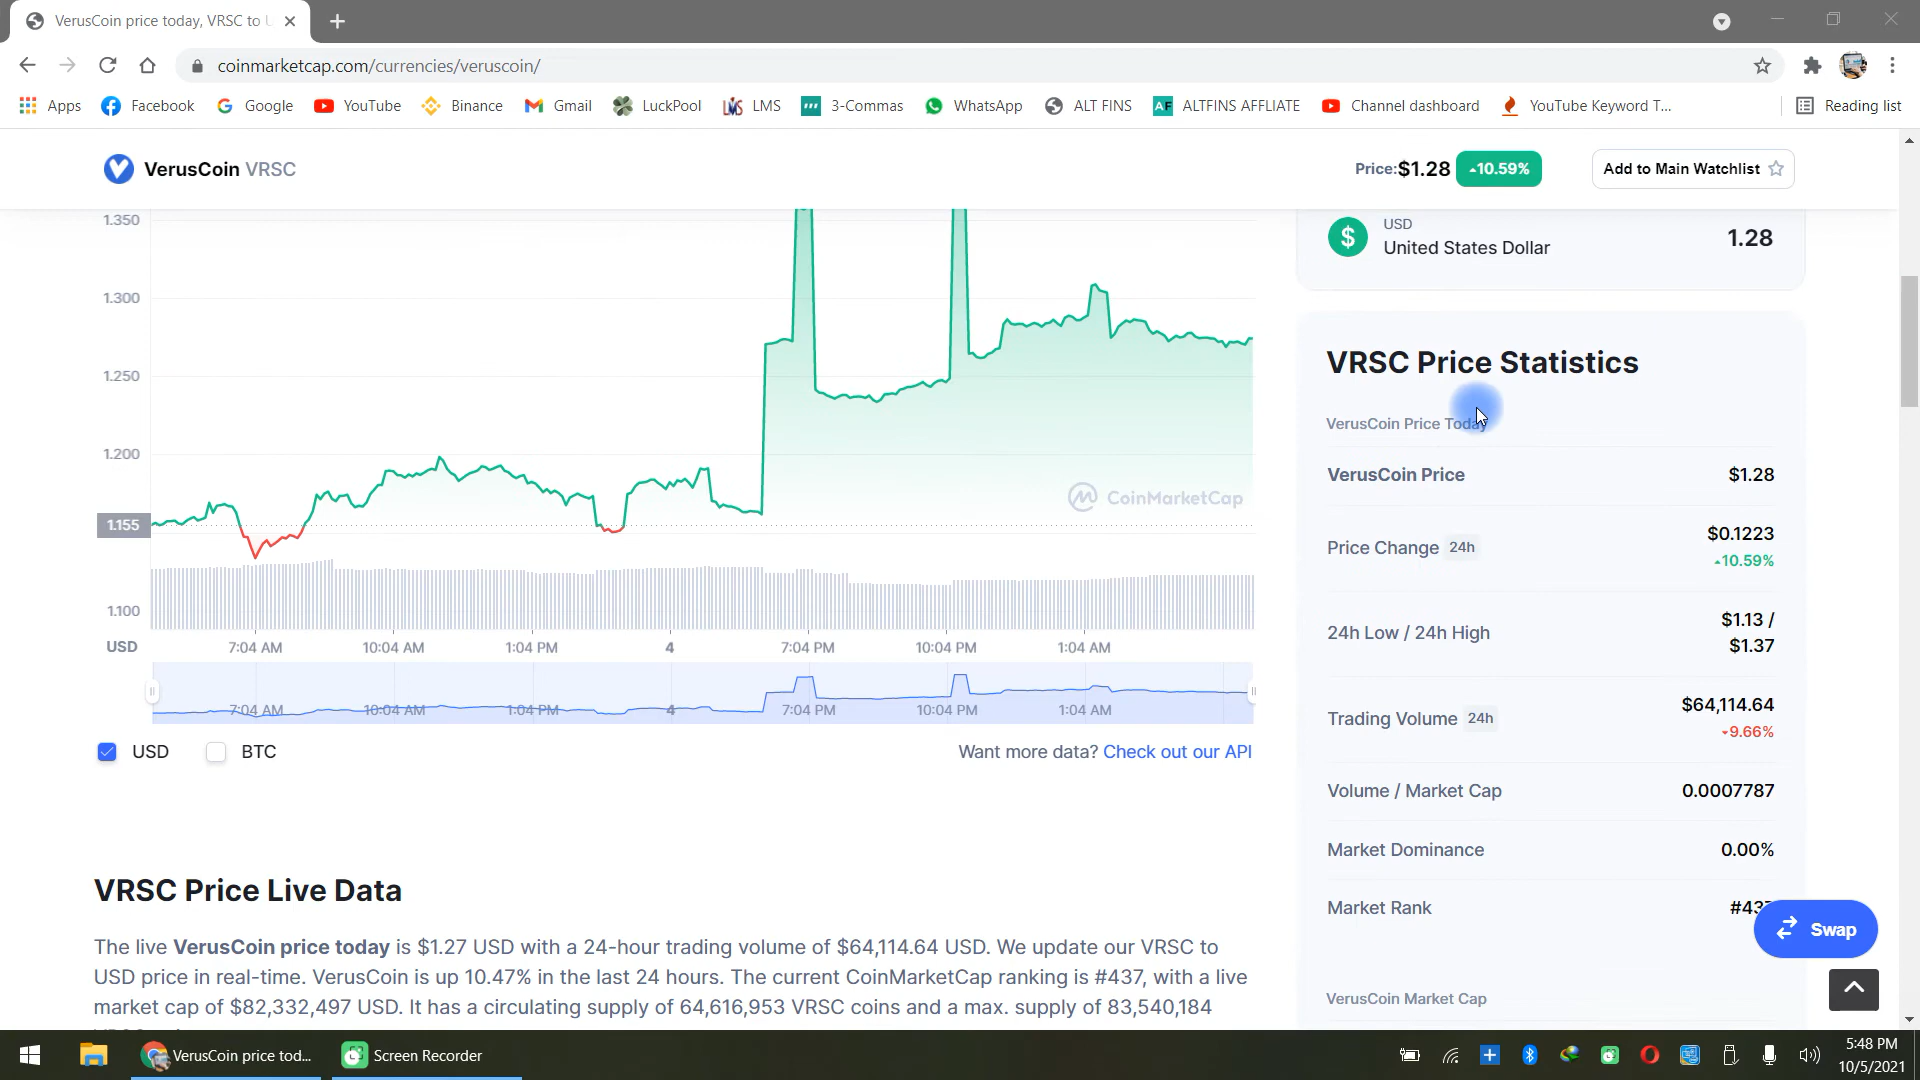 VerusCoin price today, VRSC to U
coinmarketcap.com/currencies/veruscoin/
Apps Facebook Google YouTube Binance Gmail LuckPool LMS 3-Commas WhatsApp ALT FINS ALTFINS AFFLIATE Channel dashboard YouTube Keyword T... Reading list
VerusCoin VRSC
Price:$1.28 10.59%
Add to Main Watchlist
1.350
1.300
1.250
1.200
1.155
1.100
CoinMarketCap
USD 7:04 AM 10:04 AM 1:04 PM 4 7:04 PM 10:04 PM 1:04 AM
7:04 AM 10:04 AM 1:04 PM 4 7:04 PM 10:04 PM 1:04 AM
USD BTC
Want more data? Check out our API
VRSC Price Live Data
The live VerusCoin price today is $1.27 USD with a 24-hour trading volume of $64,114.64 USD. We update our VRSC to
USD price in real-time. VerusCoin is up 10.47% in the last 24 hours. The current CoinMarketCap ranking is #437, with a live
market cap of $82,332,497 USD. It has a circulating supply of 64,616,953 VRSC coins and a max. supply of 83,540,184
USD
United States Dollar 1.28
VRSC Price Statistics
VerusCoin Price Today
VerusCoin Price $1.28
Price Change 24h $0.1223
10.59%
24h Low / 24h High $1.13 /
$1.37
Trading Volume 24h $64,114.64
9.66%
Volume / Market Cap 0.0007787
Market Dominance 0.00%
Market Rank #437
Swap
VerusCoin Market Cap
VerusCoin price tod... Screen Recorder
5:48 PM
10/5/2021